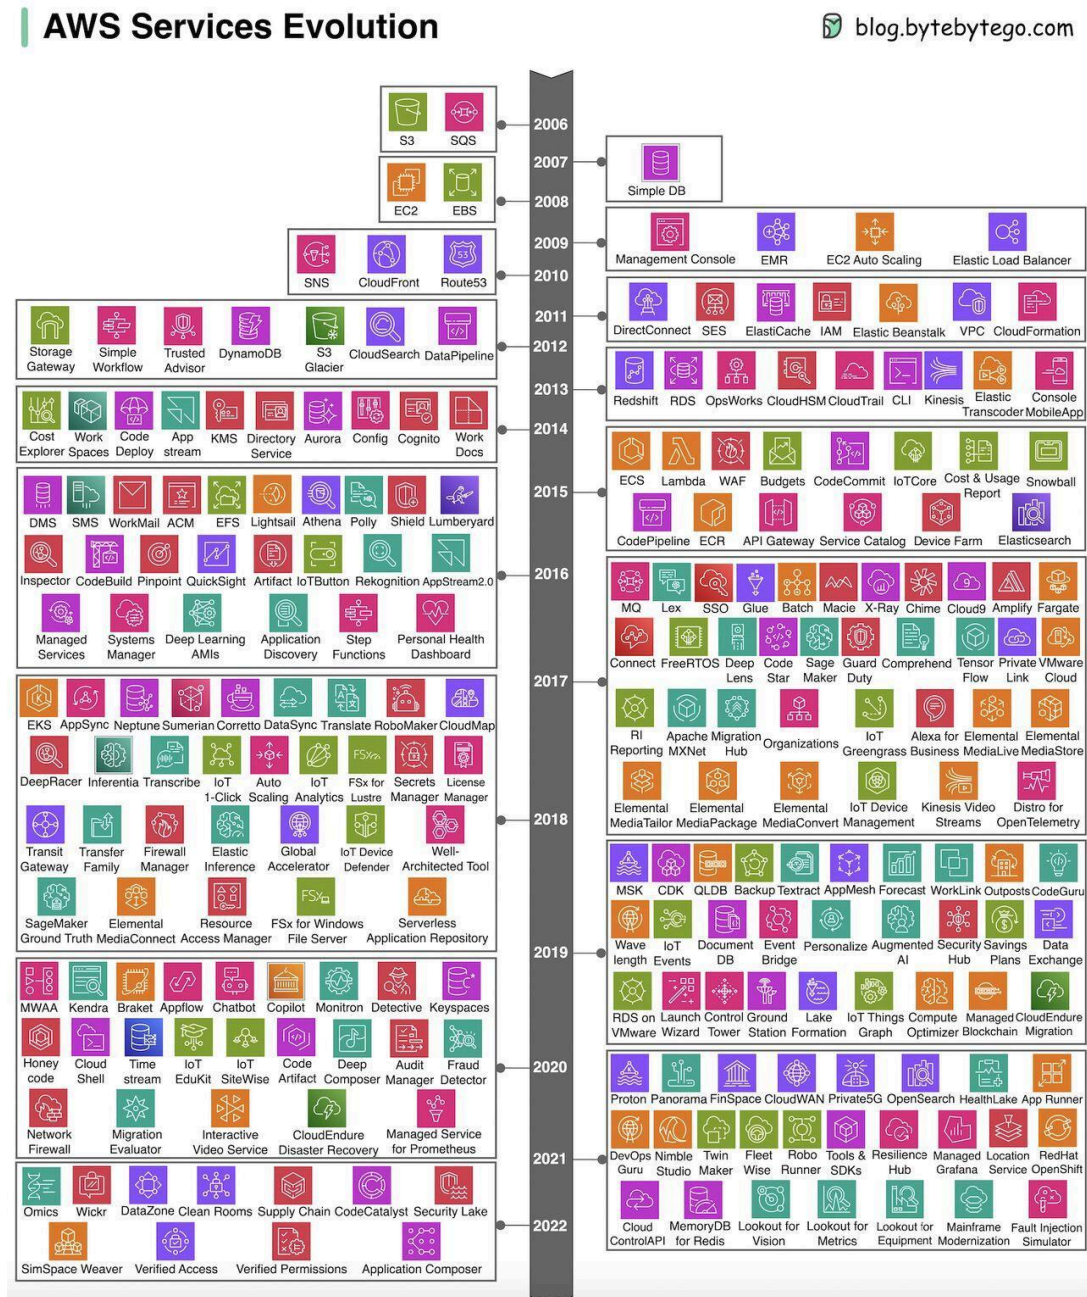 AWS Services Evolution
blog.bytebytego.com
2006
S3 SQS
2007
Simple DB
2008
EC2 EBS
2009
Management Console EMR EC2 Auto Scaling Elastic Load Balancer
2010
SNS CloudFront Route53
53
2011
DirectConnect SES ElastiCache IAM Elastic Beanstalk VPC CloudFormation
2012
Storage Gateway
Simple Workflow
Trusted Advisor
DynamoDB
S3 Glacier
CloudSearch DataPipeline
2013
Redshift RDS OpsWorks CloudHSM CloudTrail CLI Kinesis
Elastic Transcoder
Console MobileApp
2014
Cost Explorer
Work Spaces
Code Deploy
App stream
KMS
Directory Service
Aurora Config Cognito
Work Docs
2015
ECS Lambda WAF Budgets CodeCommit IoTCore
Cost & Usage Report
Snowball
CodePipeline ECR API Gateway Service Catalog Device Farm Elasticsearch
2016
DMS SMS WorkMail ACM EFS Lightsail Athena Polly Shield Lumberyard
Inspector CodeBuild Pinpoint QuickSight Artifact IoTButton Rekognition AppStream2.0
Managed Services
Systems Manager
Deep Learning AMIs
Application Discovery
Step Functions
Personal Health Dashboard
2017
MQ Lex SSO Glue Batch Macie X-Ray Chime Cloud9 Amplify Fargate
Connect FreeRTOS
Deep Lens
Code Star
Sage Maker
Guard Duty
Comprehend
Tensor Flow
Private Link
VMware Cloud
RI Reporting
Apache MXNet
Migration Hub
Organizations
IoT Greengrass
Alexa for Business
Elemental MediaLive
Elemental MediaStore
Elemental MediaTailor
Elemental MediaPackage
Elemental MediaConvert
IoT Device Management
Kinesis Video Streams
Distro for OpenTelemetry
2018
EKS AppSync Neptune Sumerian Corretto DataSync Translate RoboMaker CloudMap
DeepRacer Inferentia Transcribe
IoT 1-Click
Auto Scaling
IoT Analytics
FSx for Lustre
Secrets Manager
License Manager
Transit Gateway
Transfer Family
Firewall Manager
Elastic Inference
Global Accelerator
IoT Device Defender
Well-Architected Tool
SageMaker Ground Truth
Elemental MediaConnect
Resource Access Manager
FSx
FSx for Windows File Server
Serverless Application Repository
2019
MSK CDK QLDB Backup Textract AppMesh Forecast WorkLink Outposts CodeGuru
Wave length
IoT Events
Document DB
Event Bridge
Personalize
Augmented AI
Security Hub
Savings Plans
Data Exchange
RDS on VMware
Launch Wizard
Control Tower
Ground Station
Lake Formation
IoT Things Graph
Compute Optimizer
Managed Blockchain
CloudEndure Migration
2020
MWAA Kendra Braket Appflow Chatbot Copilot Monitron Detective Keyspaces
Honey code
Cloud Shell
Time stream
IoT EduKit
IoT SiteWise
Code Artifact
Deep Composer
Audit Manager
Fraud Detector
Network Firewall
Migration Evaluator
Interactive Video Service
CloudEndure Disaster Recovery
Managed Service for Prometheus
2021
Proton Panorama FinSpace CloudWAN Private5G OpenSearch HealthLake App Runner
DevOps Guru
Nimble Studio
Twin Maker
Fleet Wise
Robo Runner
Tools & SDKs
Resilience Hub
Managed Grafana
Location Service
RedHat OpenShift
Cloud ControlAPI
MemoryDB for Redis
Lookout for Vision
Lookout for Metrics
Lookout for Equipment
Mainframe Modernization
Fault Injection Simulator
2022
Omics Wickr DataZone Clean Rooms Supply Chain CodeCatalyst Security Lake
SimSpace Weaver Verified Access Verified Permissions Application Composer